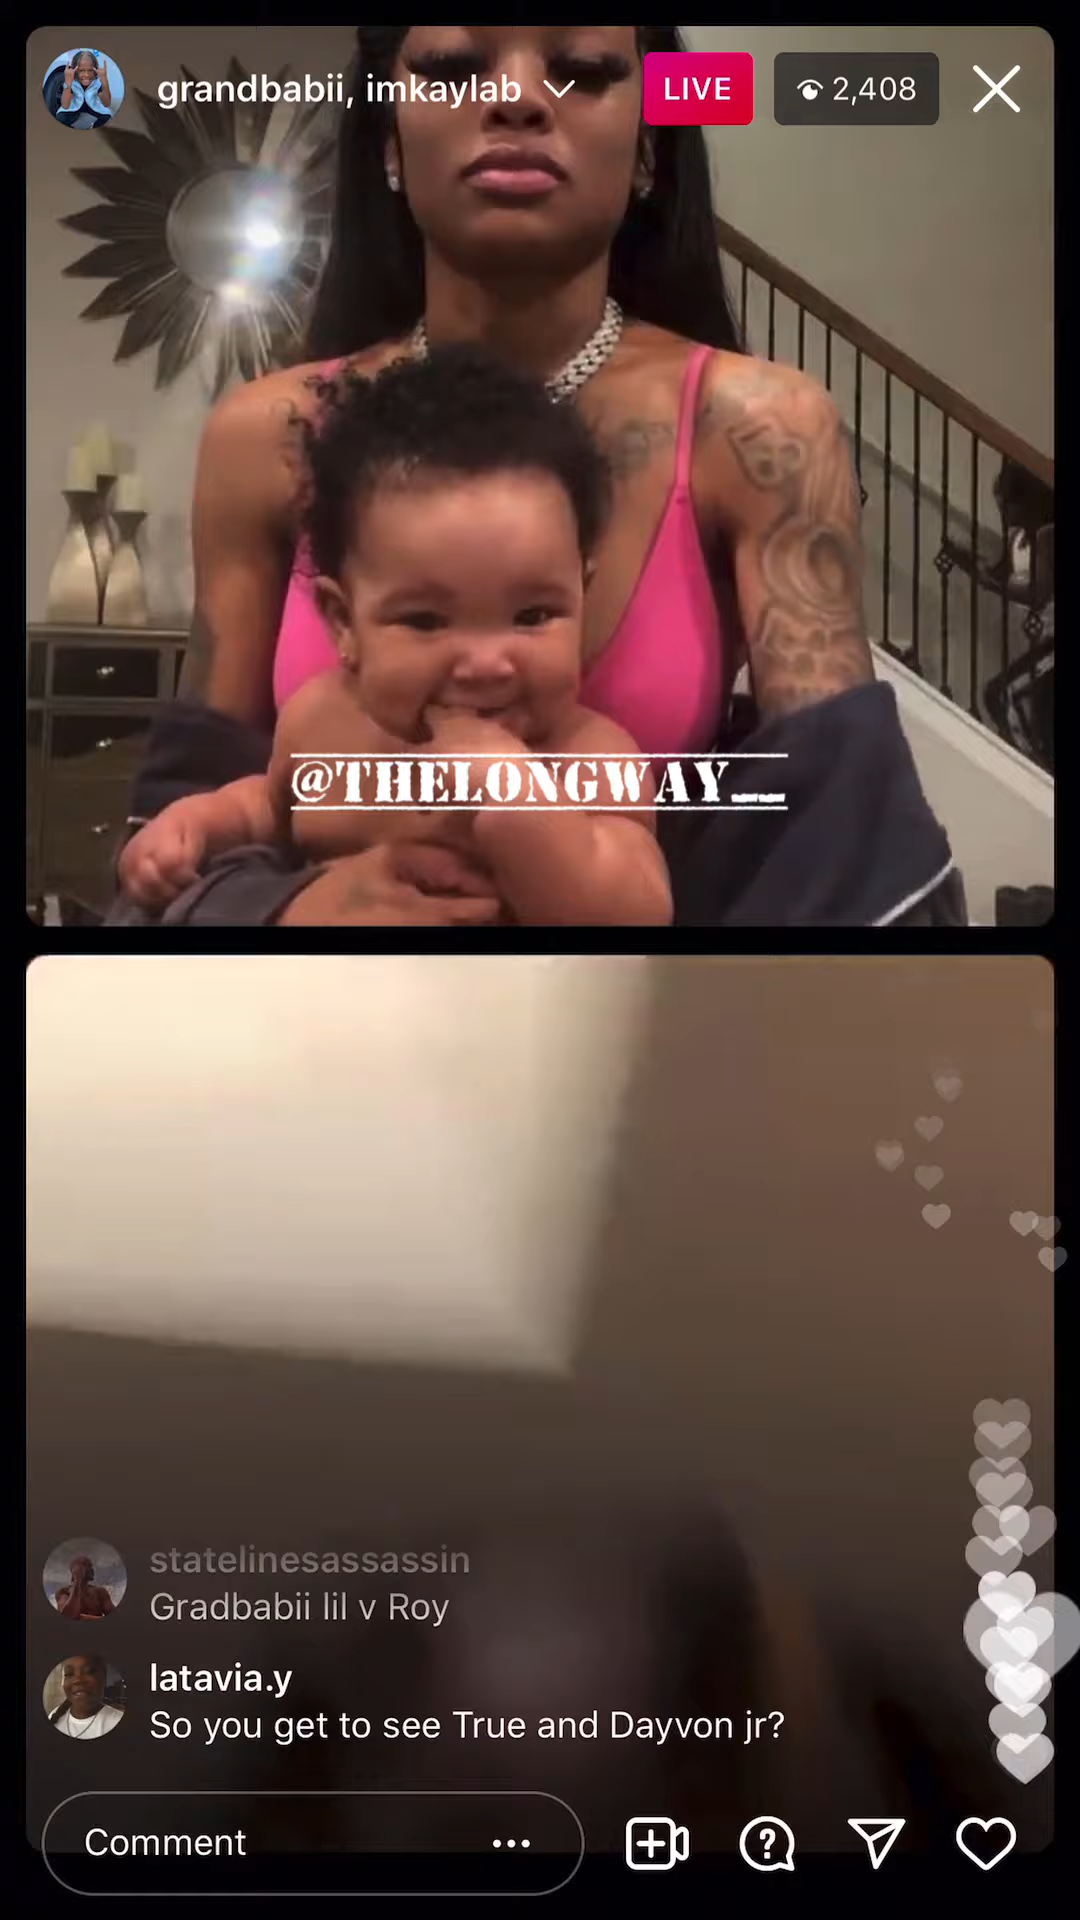 grandbabii, imkaylab
LIVE
2,408
@THELONGWAY__
statelinesassassin
Gradbabii lil v Roy
latavia.y
So you get to see True and Dayvon jr?
Comment